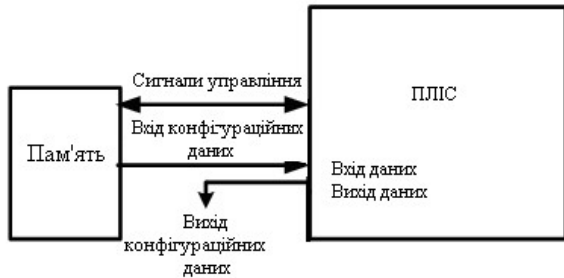 Сигнали управління
ПЛІС
Вхід конфігураційних
даних
Пам'ять
Вхід даних
Вихід даних
Вихід
конфігураційних
даних